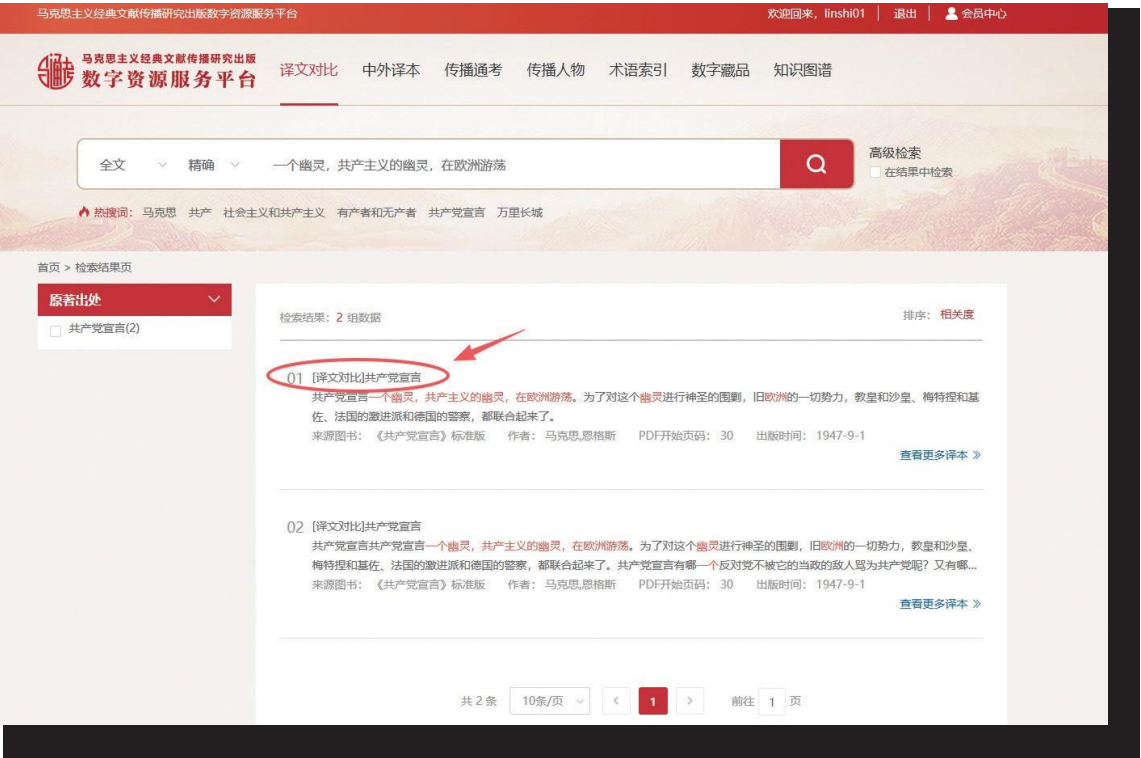 马克思主义经典文献传播研究出版数字资源服务平台 欢迎回来，linshi01 | 退出 | 会员中心
马克思主义经典文献传播研究出版
数字资源服务平台
译文对比 中外译本 传播通考 传播人物 术语索引 数字藏品 知识图谱
全文 精确 一个幽灵，共产主义的幽灵，在欧洲游荡
高级检索
在结果中检索
热搜词： 马克思 共产 社会主义和共产主义 有产者和无产者 共产党宣言 万里长城
首页 > 检索结果页
原著出处
共产党宣言(2)
检索结果：2 组数据 排序： 相关度
01 [译文对比]共产党宣言
共产党宣言一个幽灵，共产主义的幽灵，在欧洲游荡。为了对这个幽灵进行神圣的围剿，旧欧洲的一切势力，教皇和沙皇、梅特捏和基
佐、法国的激进派和德国的警察，都联合起来了。
来源图书： 《共产党宣言》标准版 作者： 马克思,恩格斯 PDF开始页码： 30 出版时间： 1947-9-1
查看更多译本 》
02 [译文对比]共产党宣言
共产党宣言共产党宣言一个幽灵，共产主义的幽灵，在欧洲游荡。为了对这个幽灵进行神圣的围剿，旧欧洲的一切势力，教皇和沙皇、
梅特捏和基佐、法国的激进派和德国的警察，都联合起来了。共产党宣言有哪一个反对党不被它的当政的敌人骂为共产党呢？又有哪...
来源图书： 《共产党宣言》标准版 作者： 马克思,恩格斯 PDF开始页码： 30 出版时间： 1947-9-1
查看更多译本 》
共 2 条 10条/页 < 1 > 前往 1 页